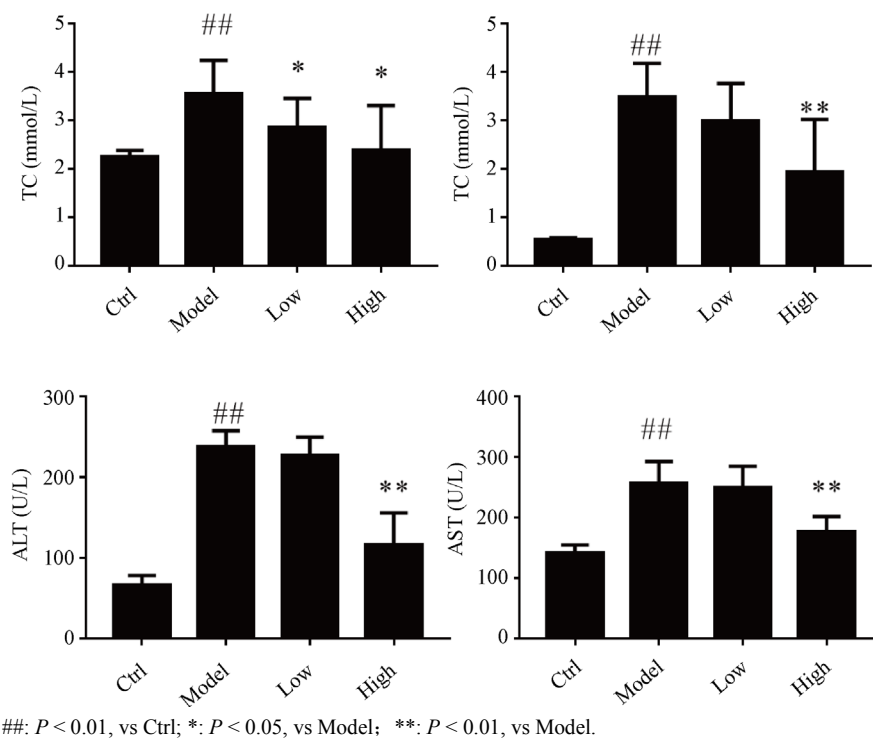 5
4
3
2
1
0
TC (mmol/L)
##
*
*
Ctrl
Model
Low
High
5
4
3
2
1
0
TC (mmol/L)
##
**
Ctrl
Model
Low
High
300
200
100
0
ALT (U/L)
##
**
Ctrl
Model
Low
High
400
300
200
100
0
AST (U/L)
##
**
Ctrl
Model
Low
High
##: P < 0.01, vs Ctrl; *: P < 0.05, vs Model；**: P < 0.01, vs Model.